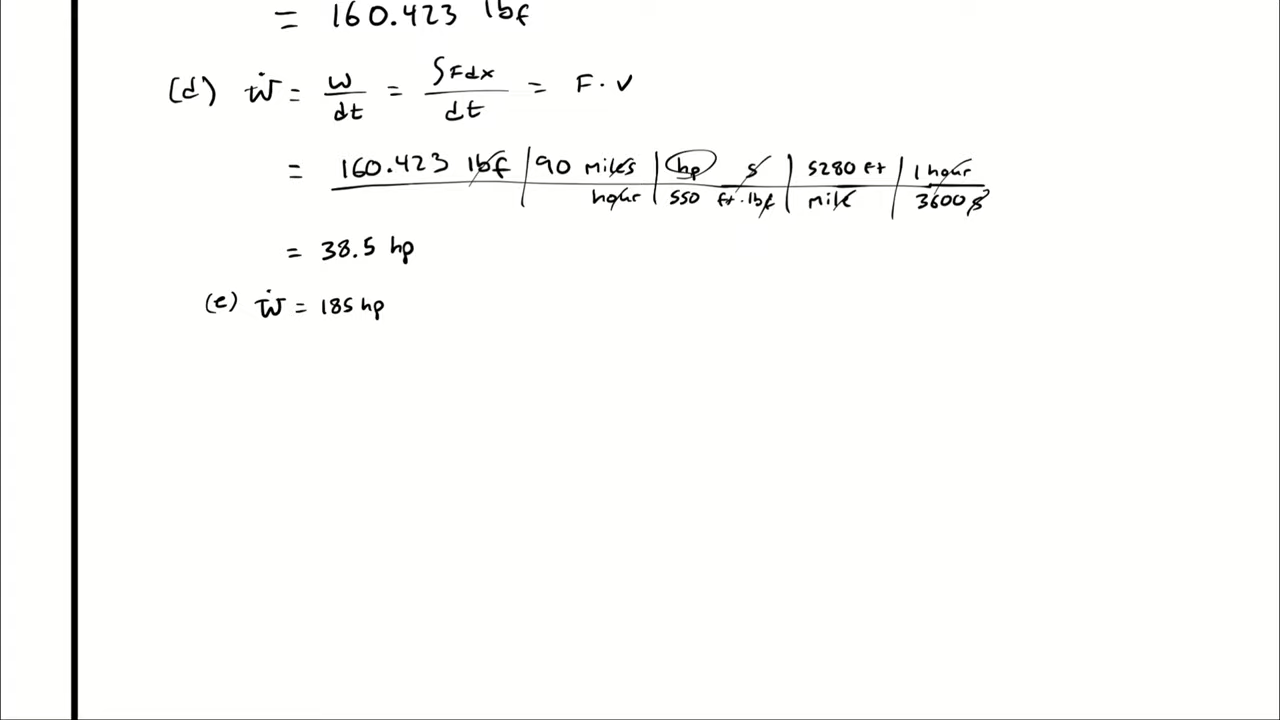 = 160.423 lbf
(d) Ẇ = W/dt = ∫Fdx/dt = F · V
= 160.423 lbf | 90 miles | hp s | 5280 ft | 1 hour
hour | 550 ft·lbf | mile | 3600 s
= 38.5 hp
(e) Ẇ = 185 hp